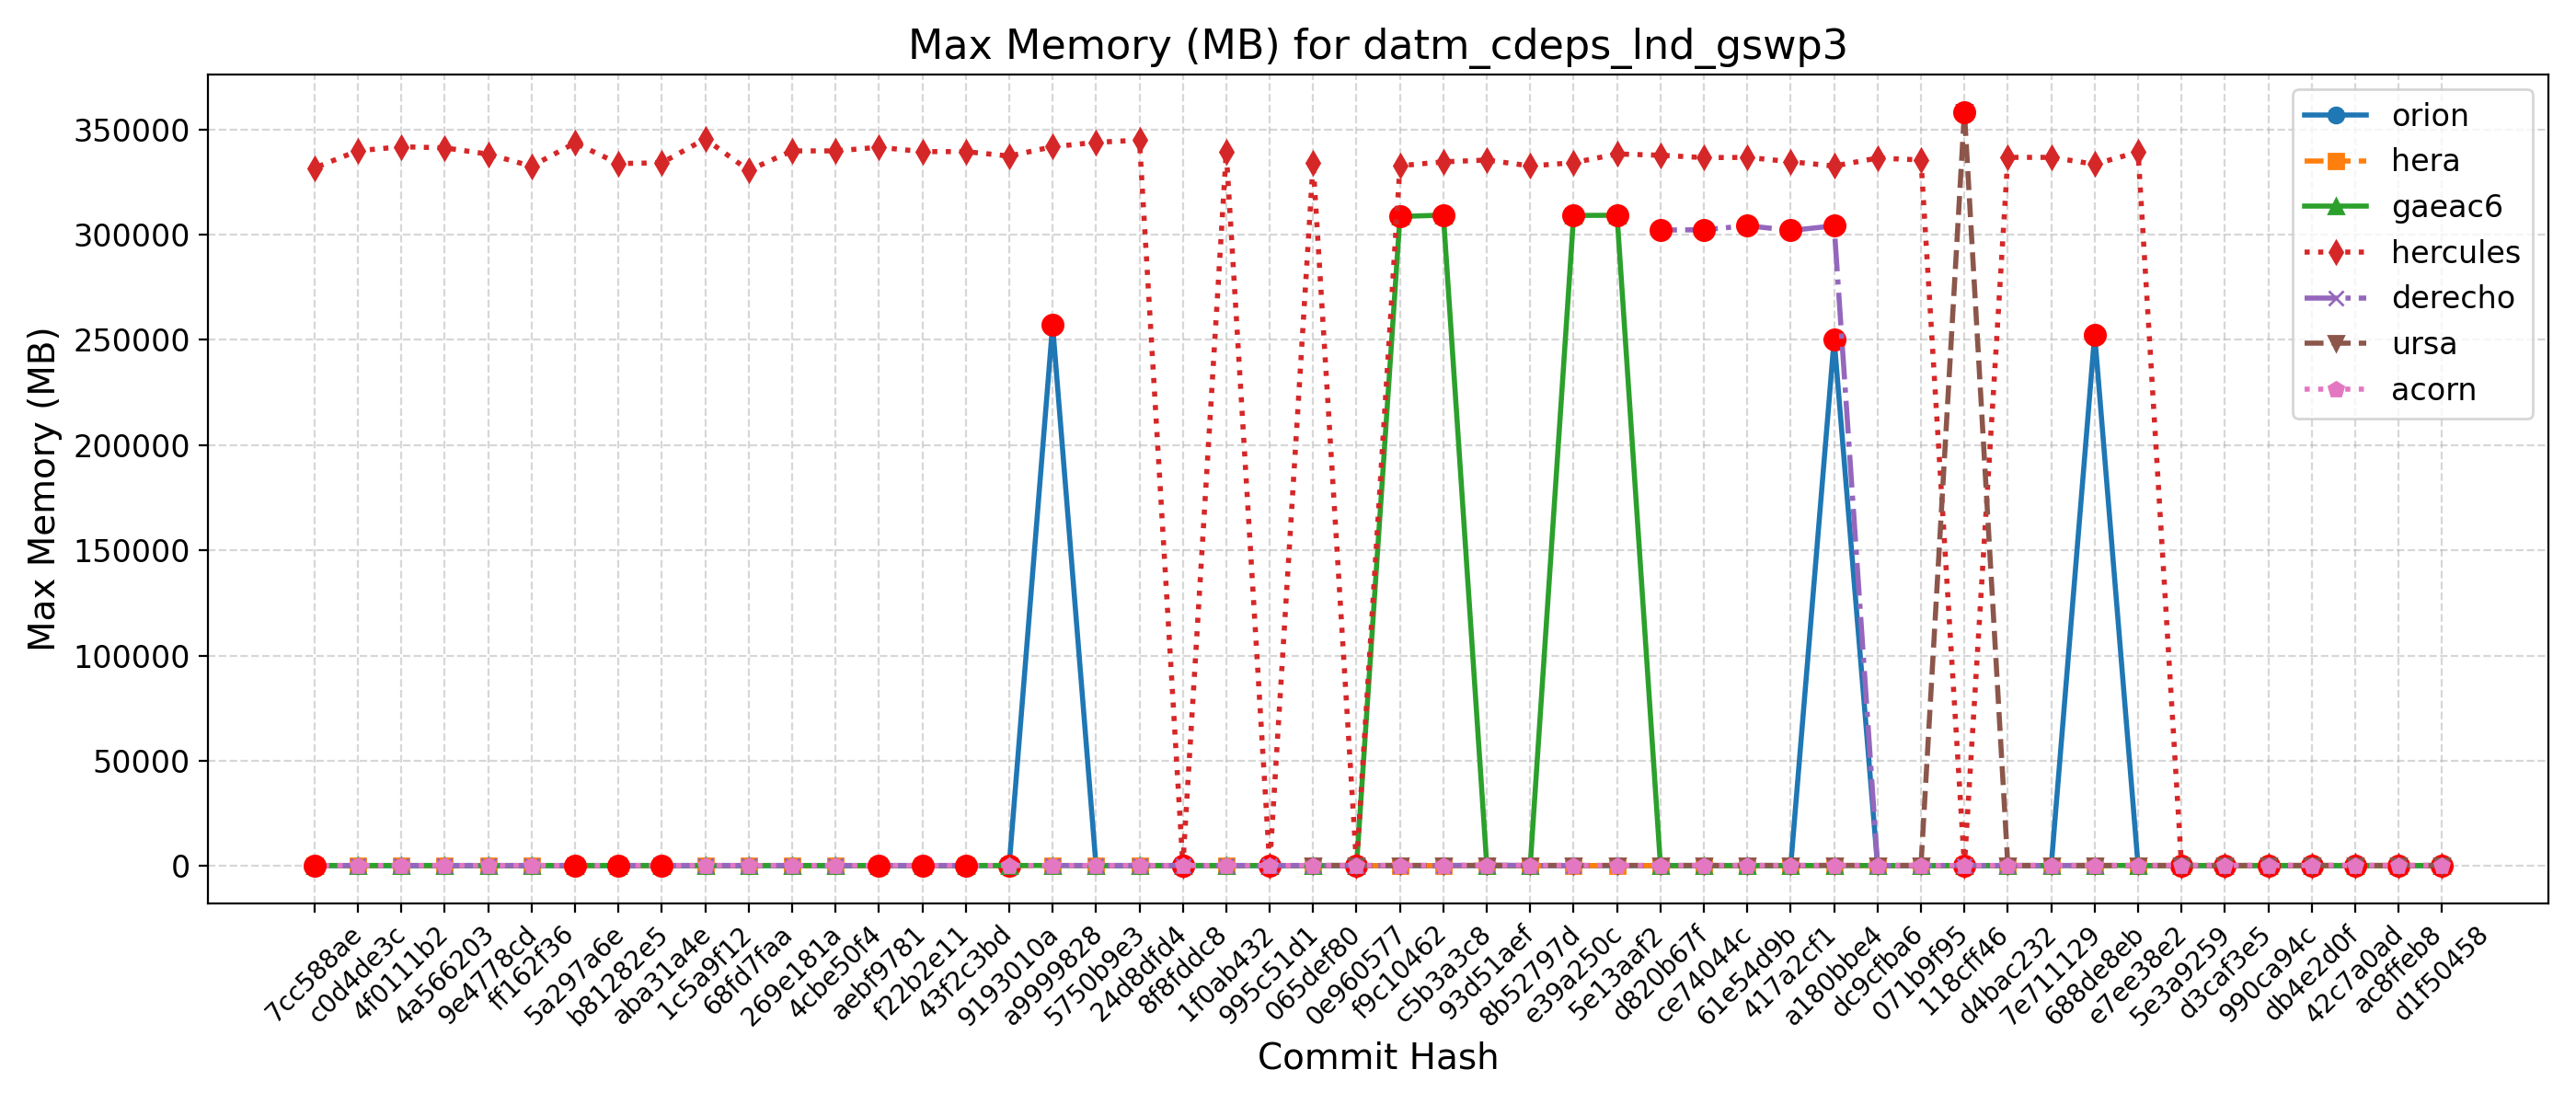 Max Memory (MB) for datm_cdeps_lnd_gswp3
Max Memory (MB)
350000
300000
250000
200000
150000
100000
50000
0
orion
hera
gaeac6
hercules
derecho
ursa
acorn
7cc588ae
c0d4de3c
4f0111b2
4a566203
9e4778cd
ff162f36
5a297a6e
b81282e5
aba31a4e
1c5a9f12
68fd7faa
269e181a
4cbe50f4
aebf9781
f22b2e11
43f2c3bd
9193010a
a9999828
5750b9e3
24d8dfd4
8f8fddc8
1f0ab432
995c51d1
065def80
0e960577
f9c10462
c5b3a3c8
93d51aef
8b52797d
e39a250c
5e13aaf2
d820b67f
ce74044c
61e54d9b
417a2cf1
a180bbe4
dc9cfba6
071b9f95
118cff46
d4bac232
7e711129
688de8eb
e7ee38e2
5e3a9259
d3caf3e5
990ca94c
db4e2d0f
42c7a0ad
ac8ffeb8
d1f50458
Commit Hash